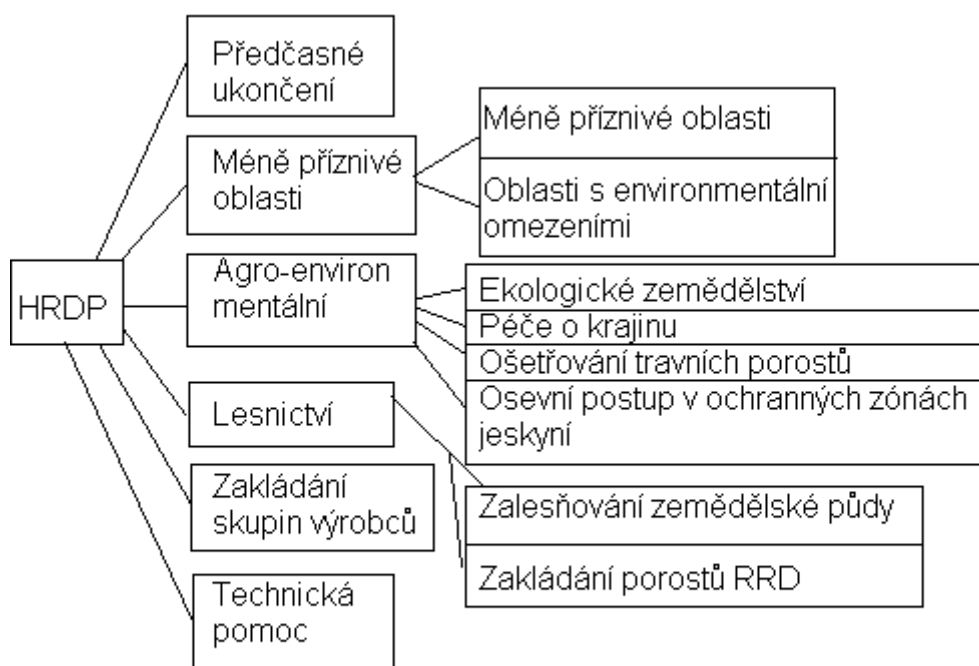 HRDP
Předčasné
ukončení
Méně příznivé
oblasti
Méně příznivé oblasti
Oblasti s environmentální
omezeními
Agro-environ
mentální
Ekologické zemědělství
Péče o krajinu
Ošetřování travních porostů
Osevní postup v ochranných zónách
jeskyní
Lesnictví
Zalesňování zemědělské půdy
Zakládání porostů RRD
Zakládání
skupin výrobců
Technická
pomoc